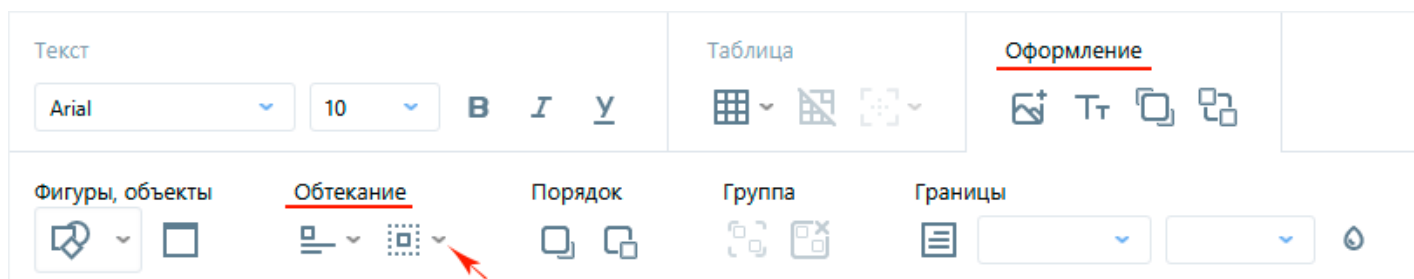 Текст
Таблица
Оформление
Arial
10
В
I
У
Фигуры, объекты
Обтекание
Порядок
Группа
Границы